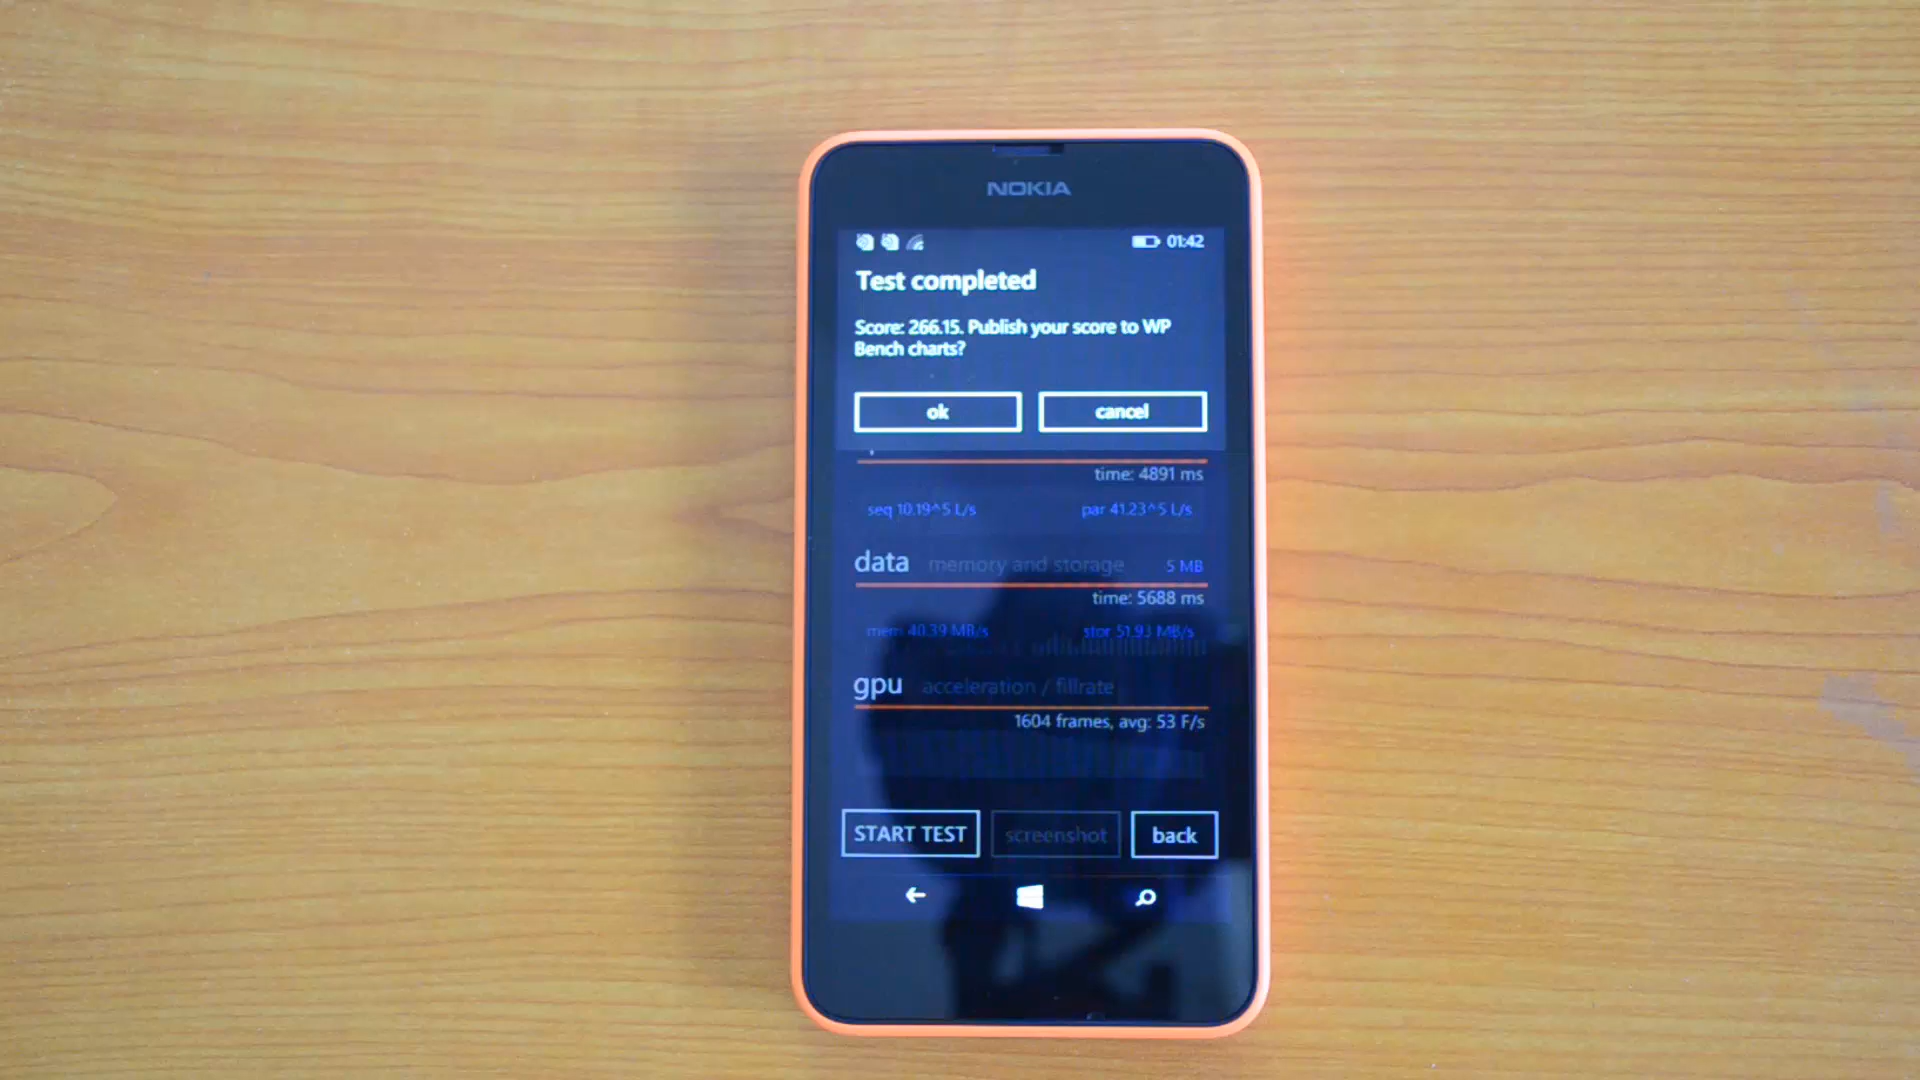 NOKIA
01:42
Test completed
Score: 266.15. Publish your score to WP
Bench charts?
ok cancel
time: 4891 ms
seq 10.19^5 L/s par 41.23^5 L/s
data memory and storage 5 MB
time: 5688 ms
mem 40.39 MB/s stor 51.93 MB/s
gpu acceleration / fillrate
1604 frames, avg: 53 F/s
START TEST screenshot back